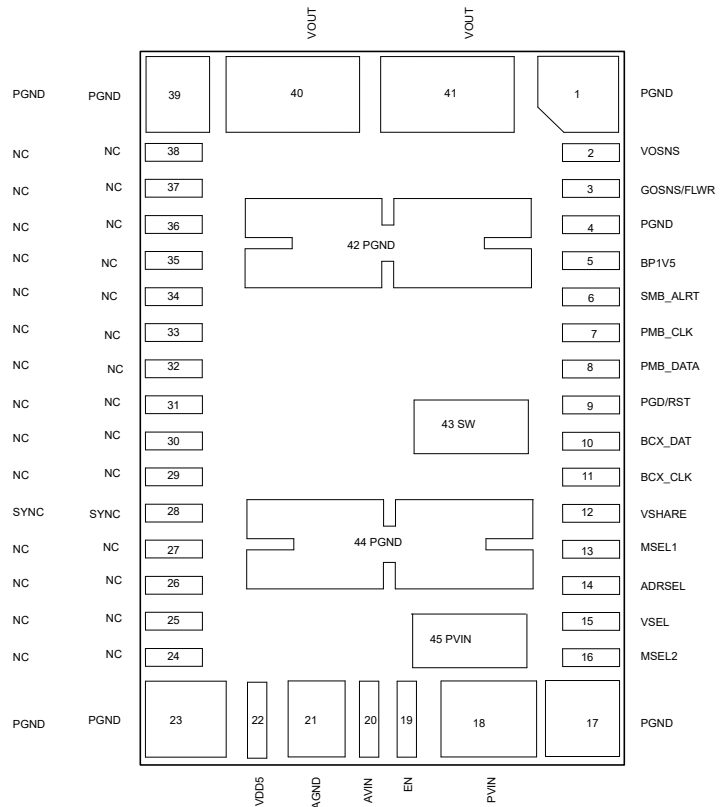 VOUT VOUT
PGND PGND 39 40 41 1 PGND
NC NC 38 2 VOSNS
NC NC 37 3 GOSNS/FLWR
NC NC 36 4 PGND
42 PGND
NC NC 35 5 BP1V5
NC NC 34 6 SMB_ALRT
NC NC 33 7 PMB_CLK
NC NC 32 8 PMB_DATA
NC NC 31 9 PGD/RST
43 SW
NC NC 30 10 BCX_DAT
NC NC 29 11 BCX_CLK
SYNC SYNC 28 12 VSHARE
44 PGND
NC NC 27 13 MSEL1
NC NC 26 14 ADRSEL
NC NC 25 15 VSEL
45 PVIN
NC NC 24 16 MSEL2
PGND PGND 23 22 21 20 19 18 17 PGND
VDD5 AGND AVIN EN PVIN